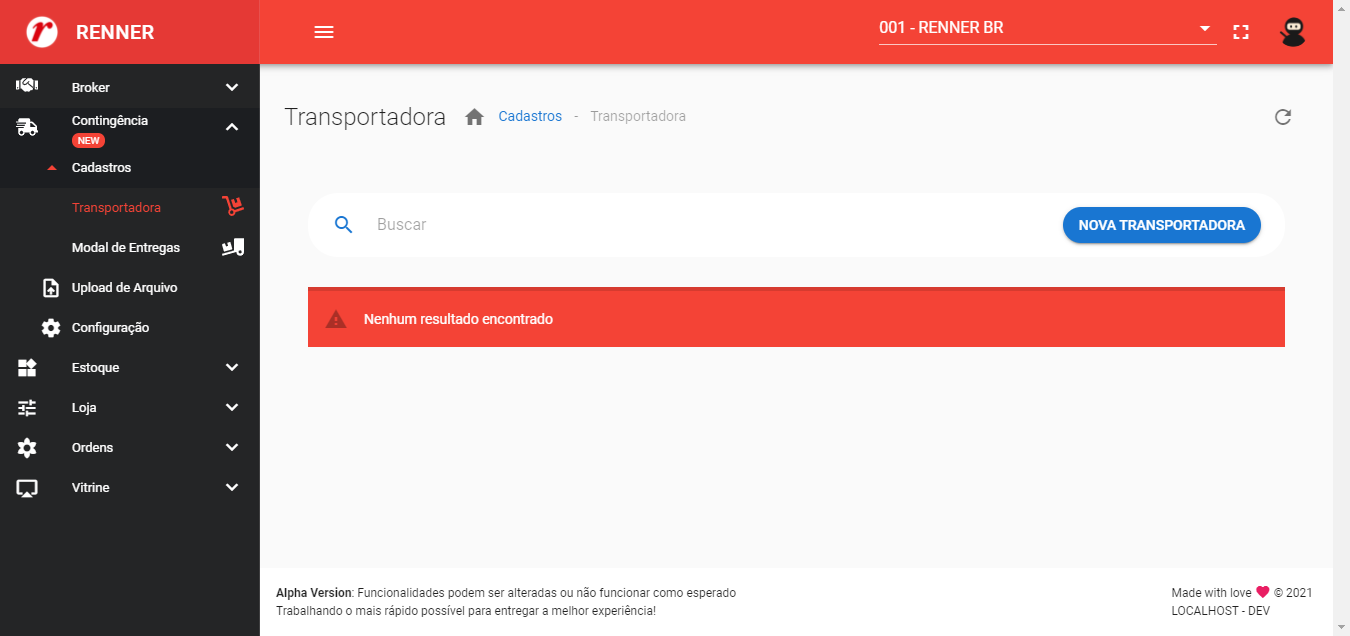 RENNER
001 - RENNER BR
Broker
Contingência
NEW
Cadastros
Transportadora
Modal de Entregas
Upload de Arquivo
Configuração
Estoque
Loja
Ordens
Vitrine
Transportadora Cadastros - Transportadora
Buscar
NOVA TRANSPORTADORA
Nenhum resultado encontrado
Alpha Version: Funcionalidades podem ser alteradas ou não funcionar como esperado
Trabalhando o mais rápido possível para entregar a melhor experiência!
Made with love ❤ © 2021
LOCALHOST - DEV